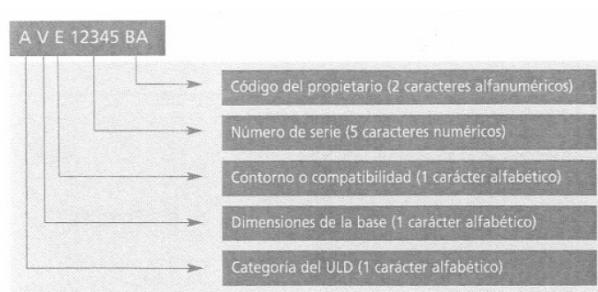 A V E 12345 BA
Código del propietario (2 caracteres alfanuméricos)
Número de serie (5 caracteres numéricos)
Contorno o compatibilidad (1 carácter alfabético)
Dimensiones de la base (1 carácter alfabético)
Categoría del ULD (1 carácter alfabético)